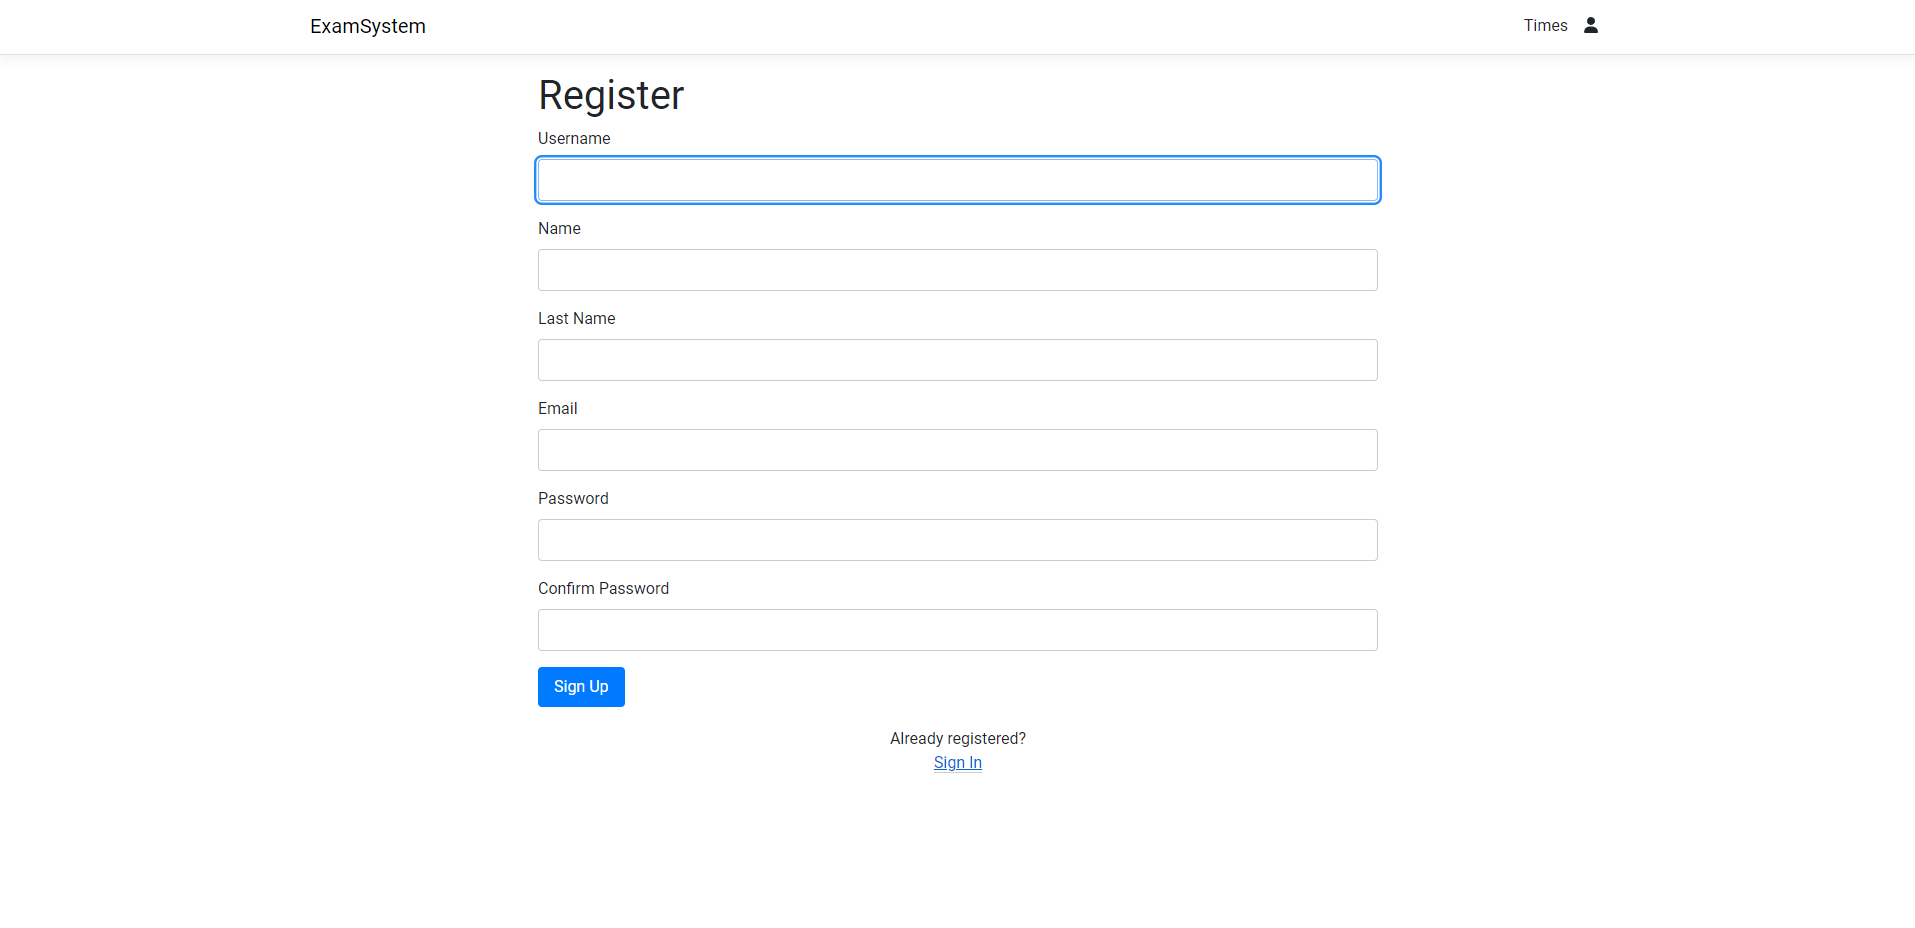 ExamSystem
Times
Register
Username
Name
Last Name
Email
Password
Confirm Password
Sign Up
Already registered?
Sign In